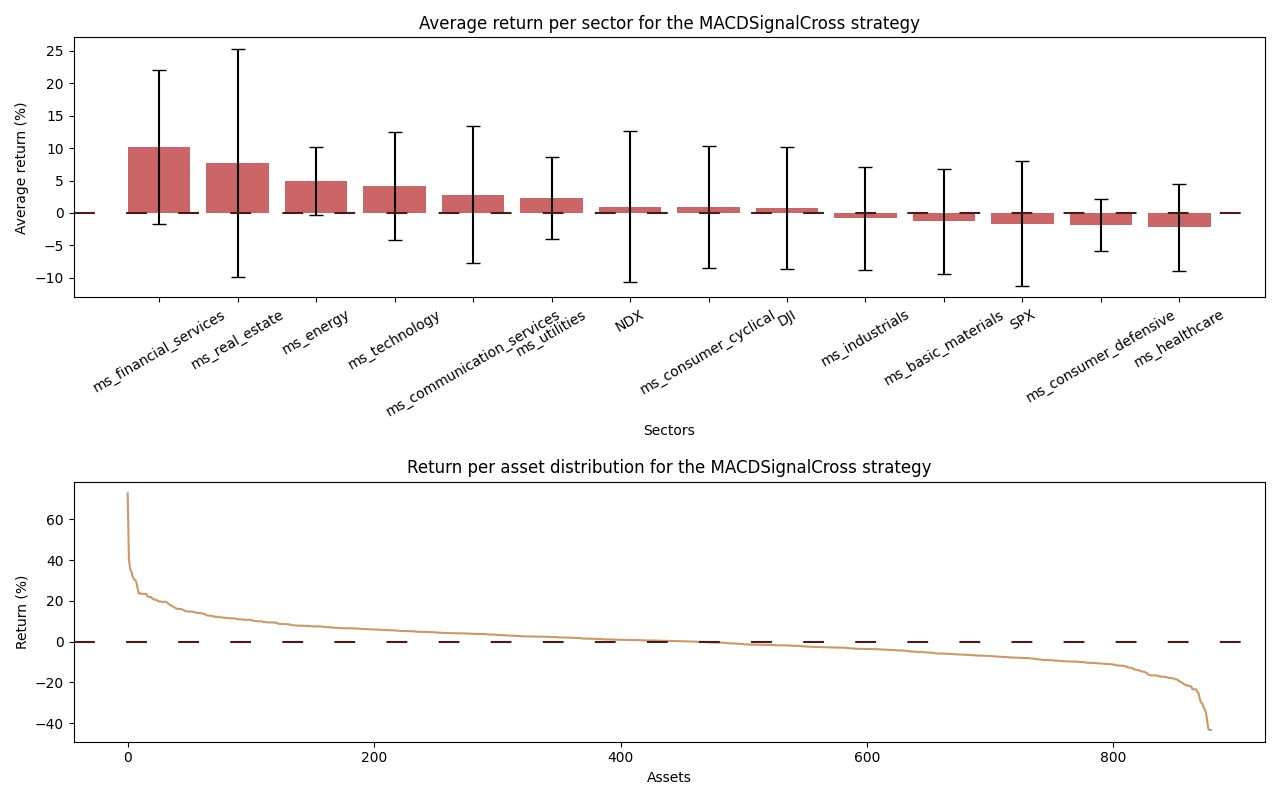 Average return per sector for the MACDSignalCross strategy
Average return (%)
25
20
15
10
5
0
−5
−10
ms_financial_services
ms_real_estate
ms_energy
ms_technology
ms_communication_services
ms_utilities
NDX
ms_consumer_cyclical
DJI
ms_industrials
ms_basic_materials
SPX
ms_consumer_defensive
ms_healthcare
Sectors
Return per asset distribution for the MACDSignalCross strategy
Return (%)
60
40
20
0
−20
−40
0 200 400 600 800
Assets